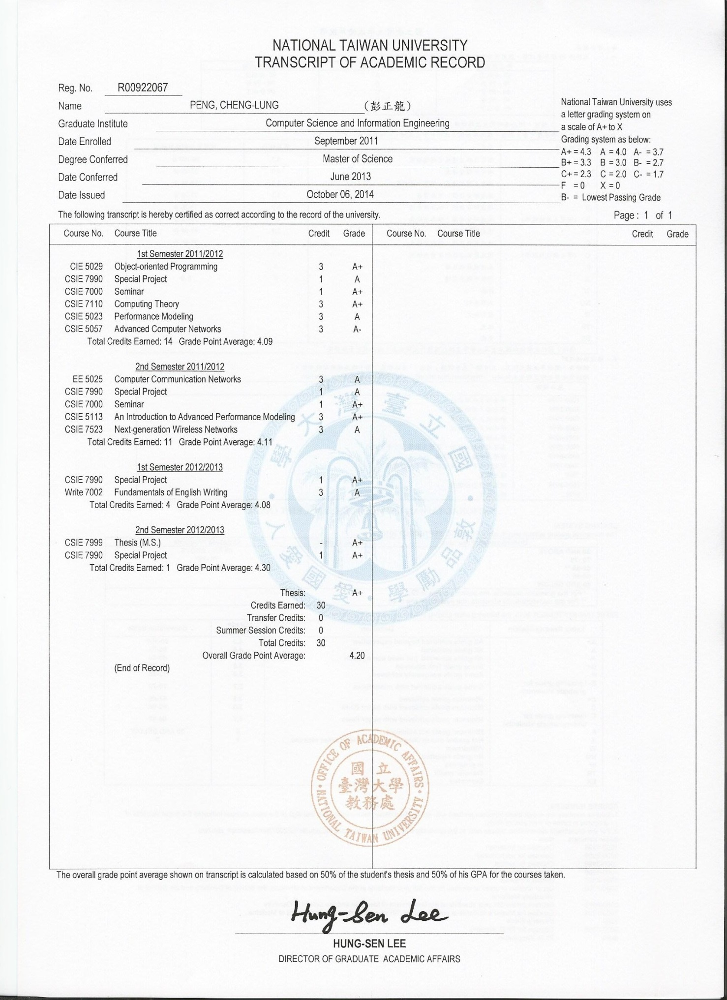 NATIONAL TAIWAN UNIVERSITY
TRANSCRIPT OF ACADEMIC RECORD
Reg. No. R00922067
Name PENG, CHENG-LUNG (彭正龍)
Graduate Institute Computer Science and Information Engineering
Date Enrolled September 2011
Degree Conferred Master of Science
Date Conferred June 2013
Date Issued October 06, 2014
National Taiwan University uses
a letter grading system on
a scale of A+ to X
Grading system as below:
A+ = 4.3 A = 4.0 A- = 3.7
B+ = 3.3 B = 3.0 B- = 2.7
C+ = 2.3 C = 2.0 C- = 1.7
F = 0 X = 0
B- = Lowest Passing Grade
The following transcript is hereby certified as correct according to the record of the university. Page : 1 of 1
Course No. Course Title Credit Grade Course No. Course Title Credit Grade
1st Semester 2011/2012
CIE 5029 Object-oriented Programming 3 A+
CSIE 7990 Special Project 1 A
CSIE 7000 Seminar 1 A+
CSIE 7110 Computing Theory 3 A+
CSIE 5023 Performance Modeling 3 A
CSIE 5057 Advanced Computer Networks 3 A-
Total Credits Earned: 14 Grade Point Average: 4.09
2nd Semester 2011/2012
EE 5025 Computer Communication Networks 3 A
CSIE 7990 Special Project 1 A
CSIE 7000 Seminar 1 A+
CSIE 5113 An Introduction to Advanced Performance Modeling 3 A+
CSIE 7523 Next-generation Wireless Networks 3 A
Total Credits Earned: 11 Grade Point Average: 4.11
1st Semester 2012/2013
CSIE 7990 Special Project 1 A+
Write 7002 Fundamentals of English Writing 3 A
Total Credits Earned: 4 Grade Point Average: 4.08
2nd Semester 2012/2013
CSIE 7999 Thesis (M.S.) - A+
CSIE 7990 Special Project 1 A+
Total Credits Earned: 1 Grade Point Average: 4.30
Thesis: A+
Credits Earned: 30
Transfer Credits: 0
Summer Session Credits: 0
Total Credits: 30
Overall Grade Point Average: 4.20
(End of Record)
國立臺灣大學
敦品勵學・愛國愛人
OFFICE OF ACADEMIC AFFAIRS
國立
臺灣大學
教務處
NATIONAL TAIWAN UNIVERSITY
The overall grade point average shown on transcript is calculated based on 50% of the student's thesis and 50% of his GPA for the courses taken.
Hung-Sen Lee
HUNG-SEN LEE
DIRECTOR OF GRADUATE ACADEMIC AFFAIRS